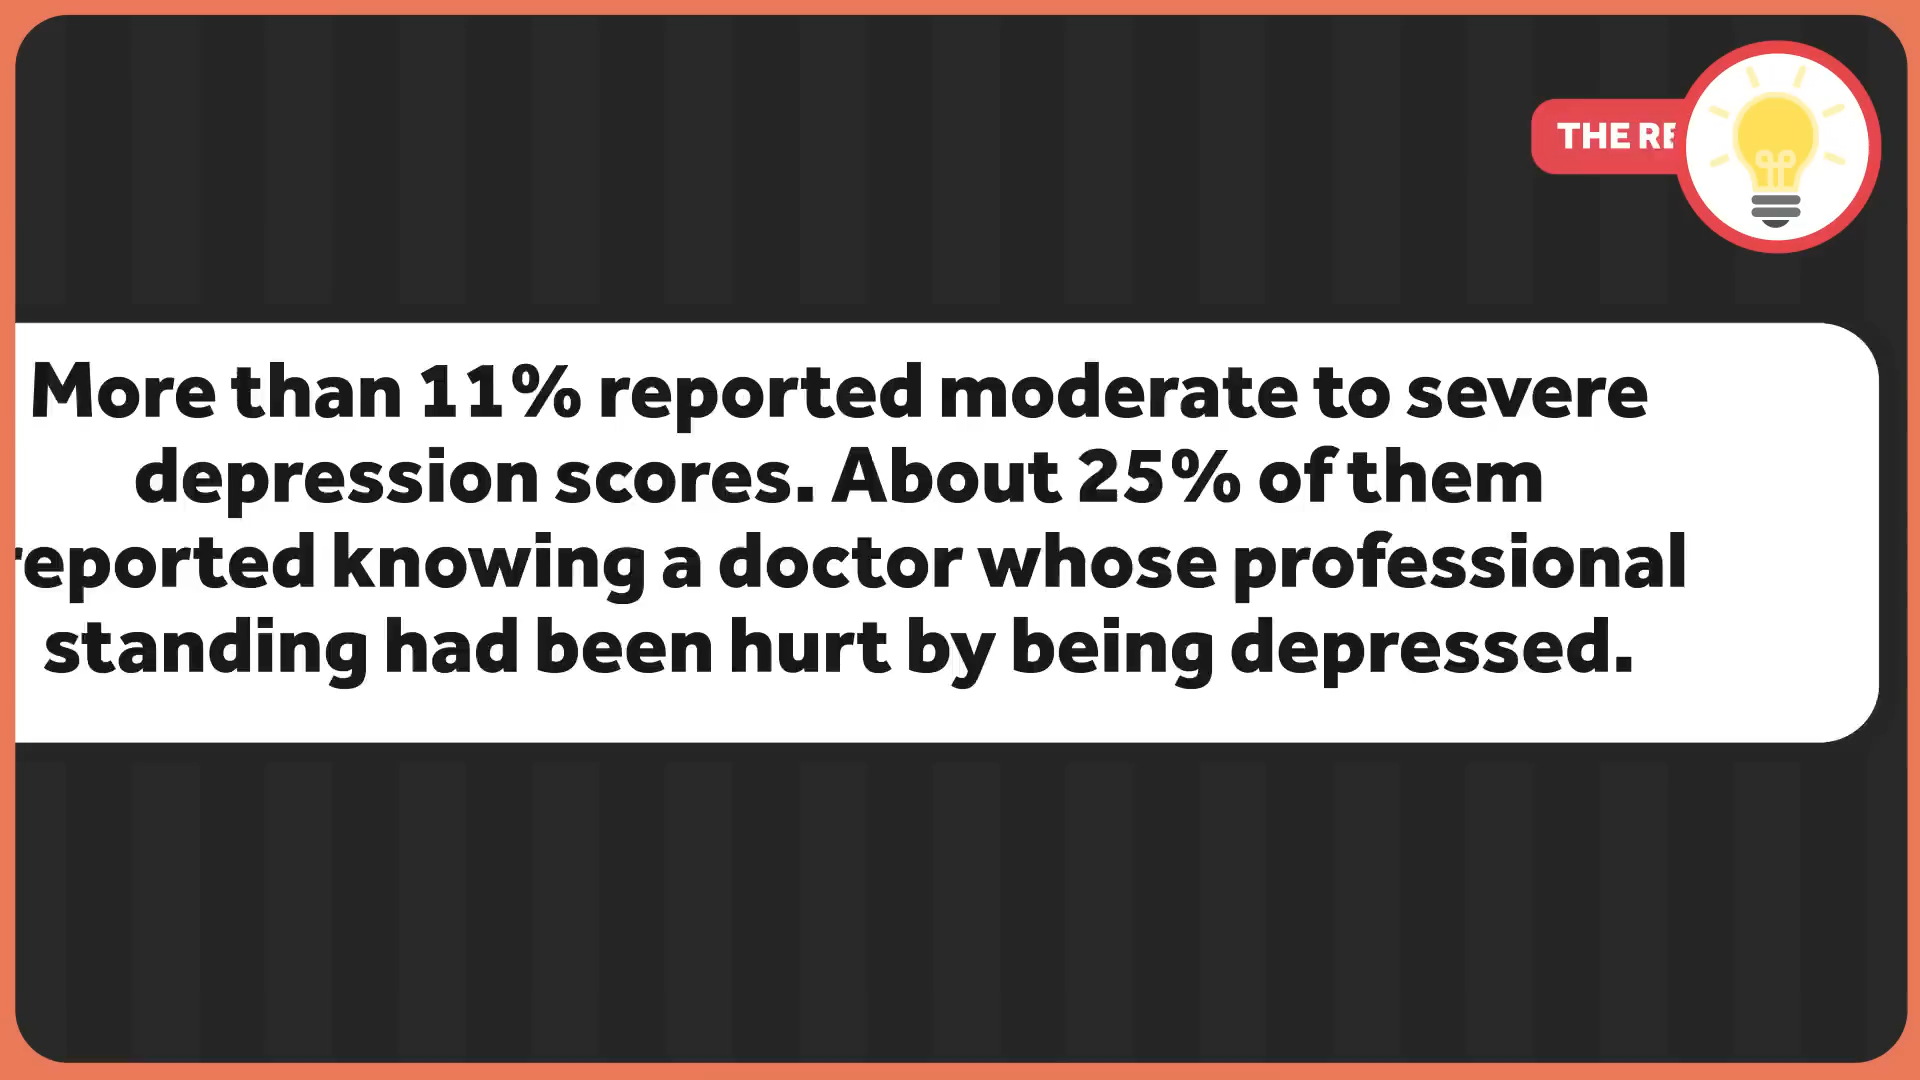 THE RE
More than 11% reported moderate to severe
depression scores. About 25% of them
reported knowing a doctor whose professional
standing had been hurt by being depressed.